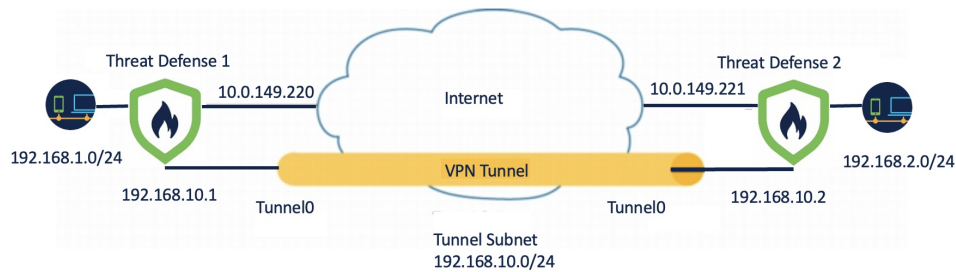 Threat Defense 1
Threat Defense 2
10.0.149.220
Internet
10.0.149.221
192.168.1.0/24
VPN Tunnel
192.168.2.0/24
192.168.10.1
Tunnel0
Tunnel0
192.168.10.2
Tunnel Subnet
192.168.10.0/24